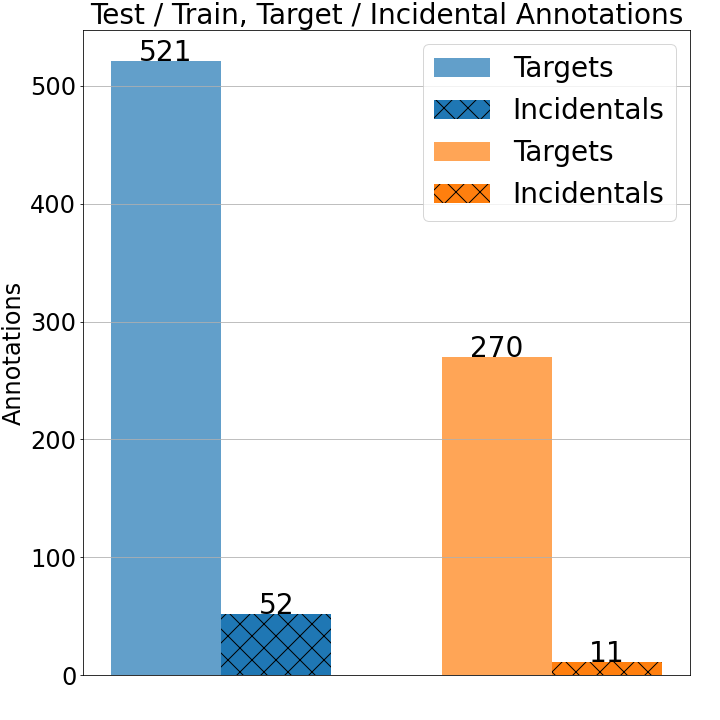 Test / Train, Target / Incidental Annotations
521
Targets
Incidentals
Targets
Incidentals
500
400
300
270
200
100
52
11
0
Annotations